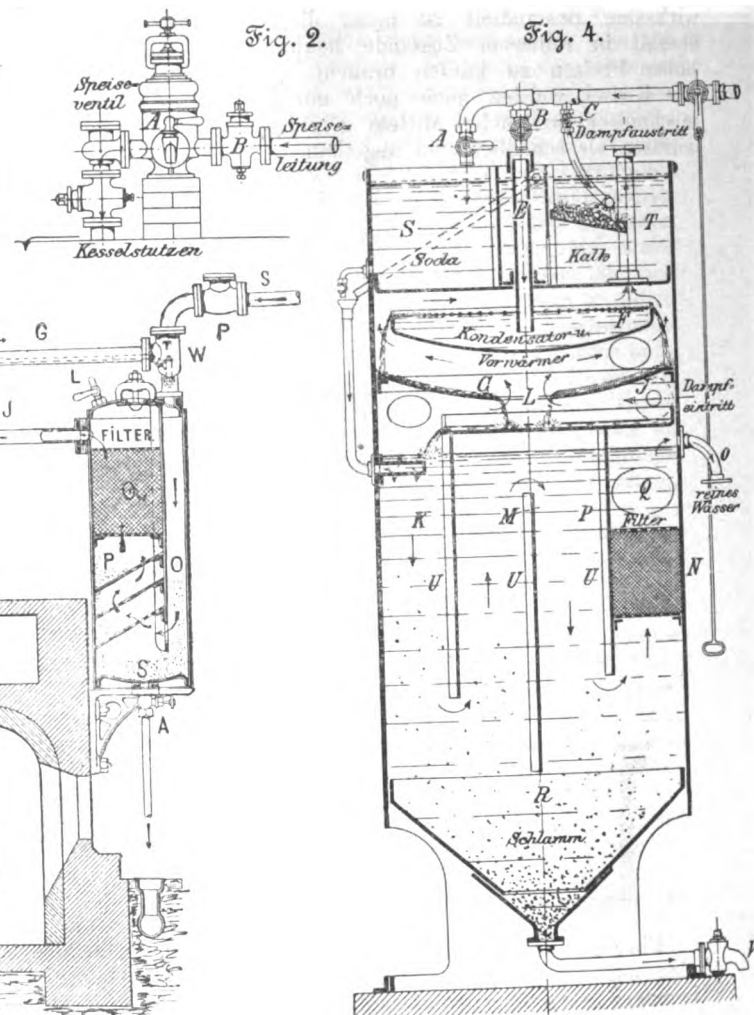 Fig. 2.
Speise-
ventil
A
B
Speise-
leitung
Kesselstutzen
S
P
G
W
L
J
FILTER
P
O
S
A
Fig. 4.
A
B
C
Dampfaustritt
S
E
T
Soda
Kalk
F
Kondensator u.
Vorwärmer
G
L
J
Dampf-
eintritt
O
Q
reines
Wasser
K
M
P
Filter
N
U
U
U
R
Schlamm